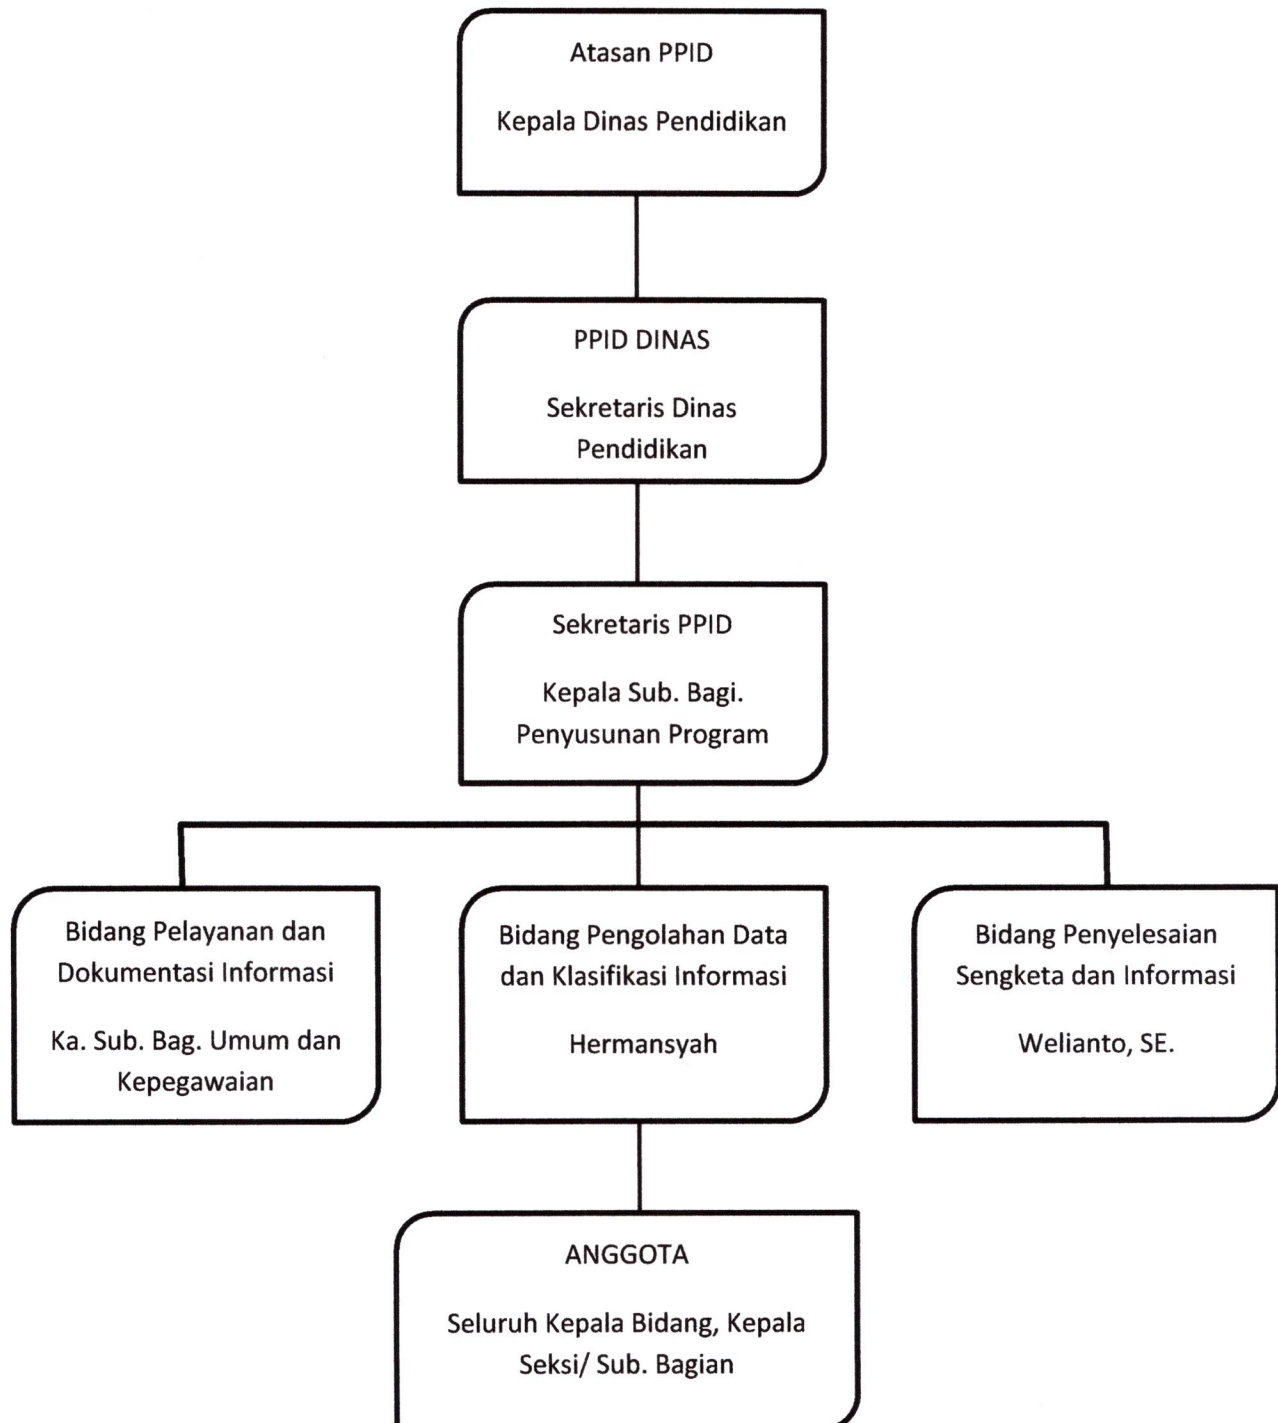 Atasan PPID
Kepala Dinas Pendidikan
PPID DINAS
Sekretaris Dinas
Pendidikan
Sekretaris PPID
Kepala Sub. Bagi.
Penyusunan Program
Bidang Pelayanan dan
Dokumentasi Informasi
Ka. Sub. Bag. Umum dan
Kepegawaian
Bidang Pengolahan Data
dan Klasifikasi Informasi
Hermansyah
Bidang Penyelesaian
Sengketa dan Informasi
Welianto, SE.
ANGGOTA
Seluruh Kepala Bidang, Kepala
Seksi/ Sub. Bagian